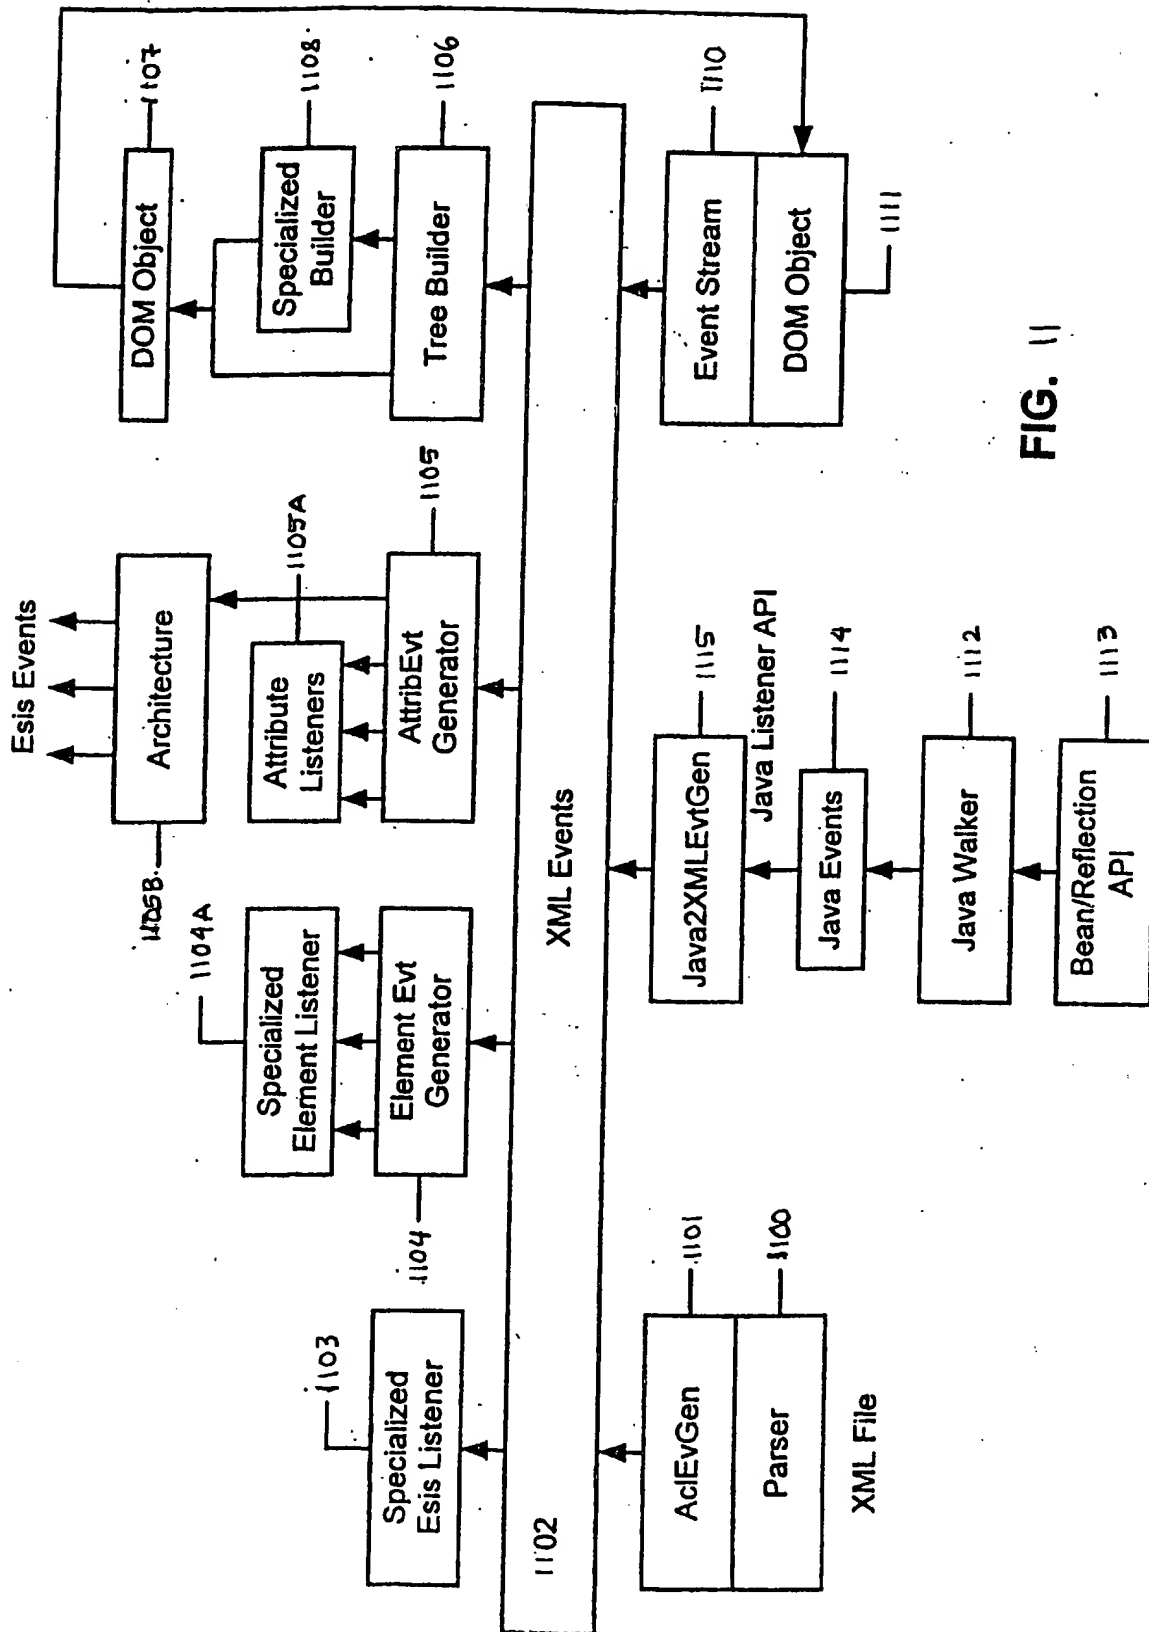 Esis Events
1103
Specialized
Esis Listener
1104A
Specialized
Element Listener
Element Evt
Generator
1104
1105B
Architecture
1105A
Attribute
Listeners
AttribEvt
Generator
1105
DOM Object
1107
Specialized
Builder
1108
Tree Builder
1106
1102
XML Events
AclEvGen
1101
Parser
1100
XML File
Java2XMLEvtGen
1115
Java Listener API
Java Events
1114
Java Walker
1112
Bean/Reflection
API
1113
Event Stream
1110
DOM Object
1111
FIG. 11